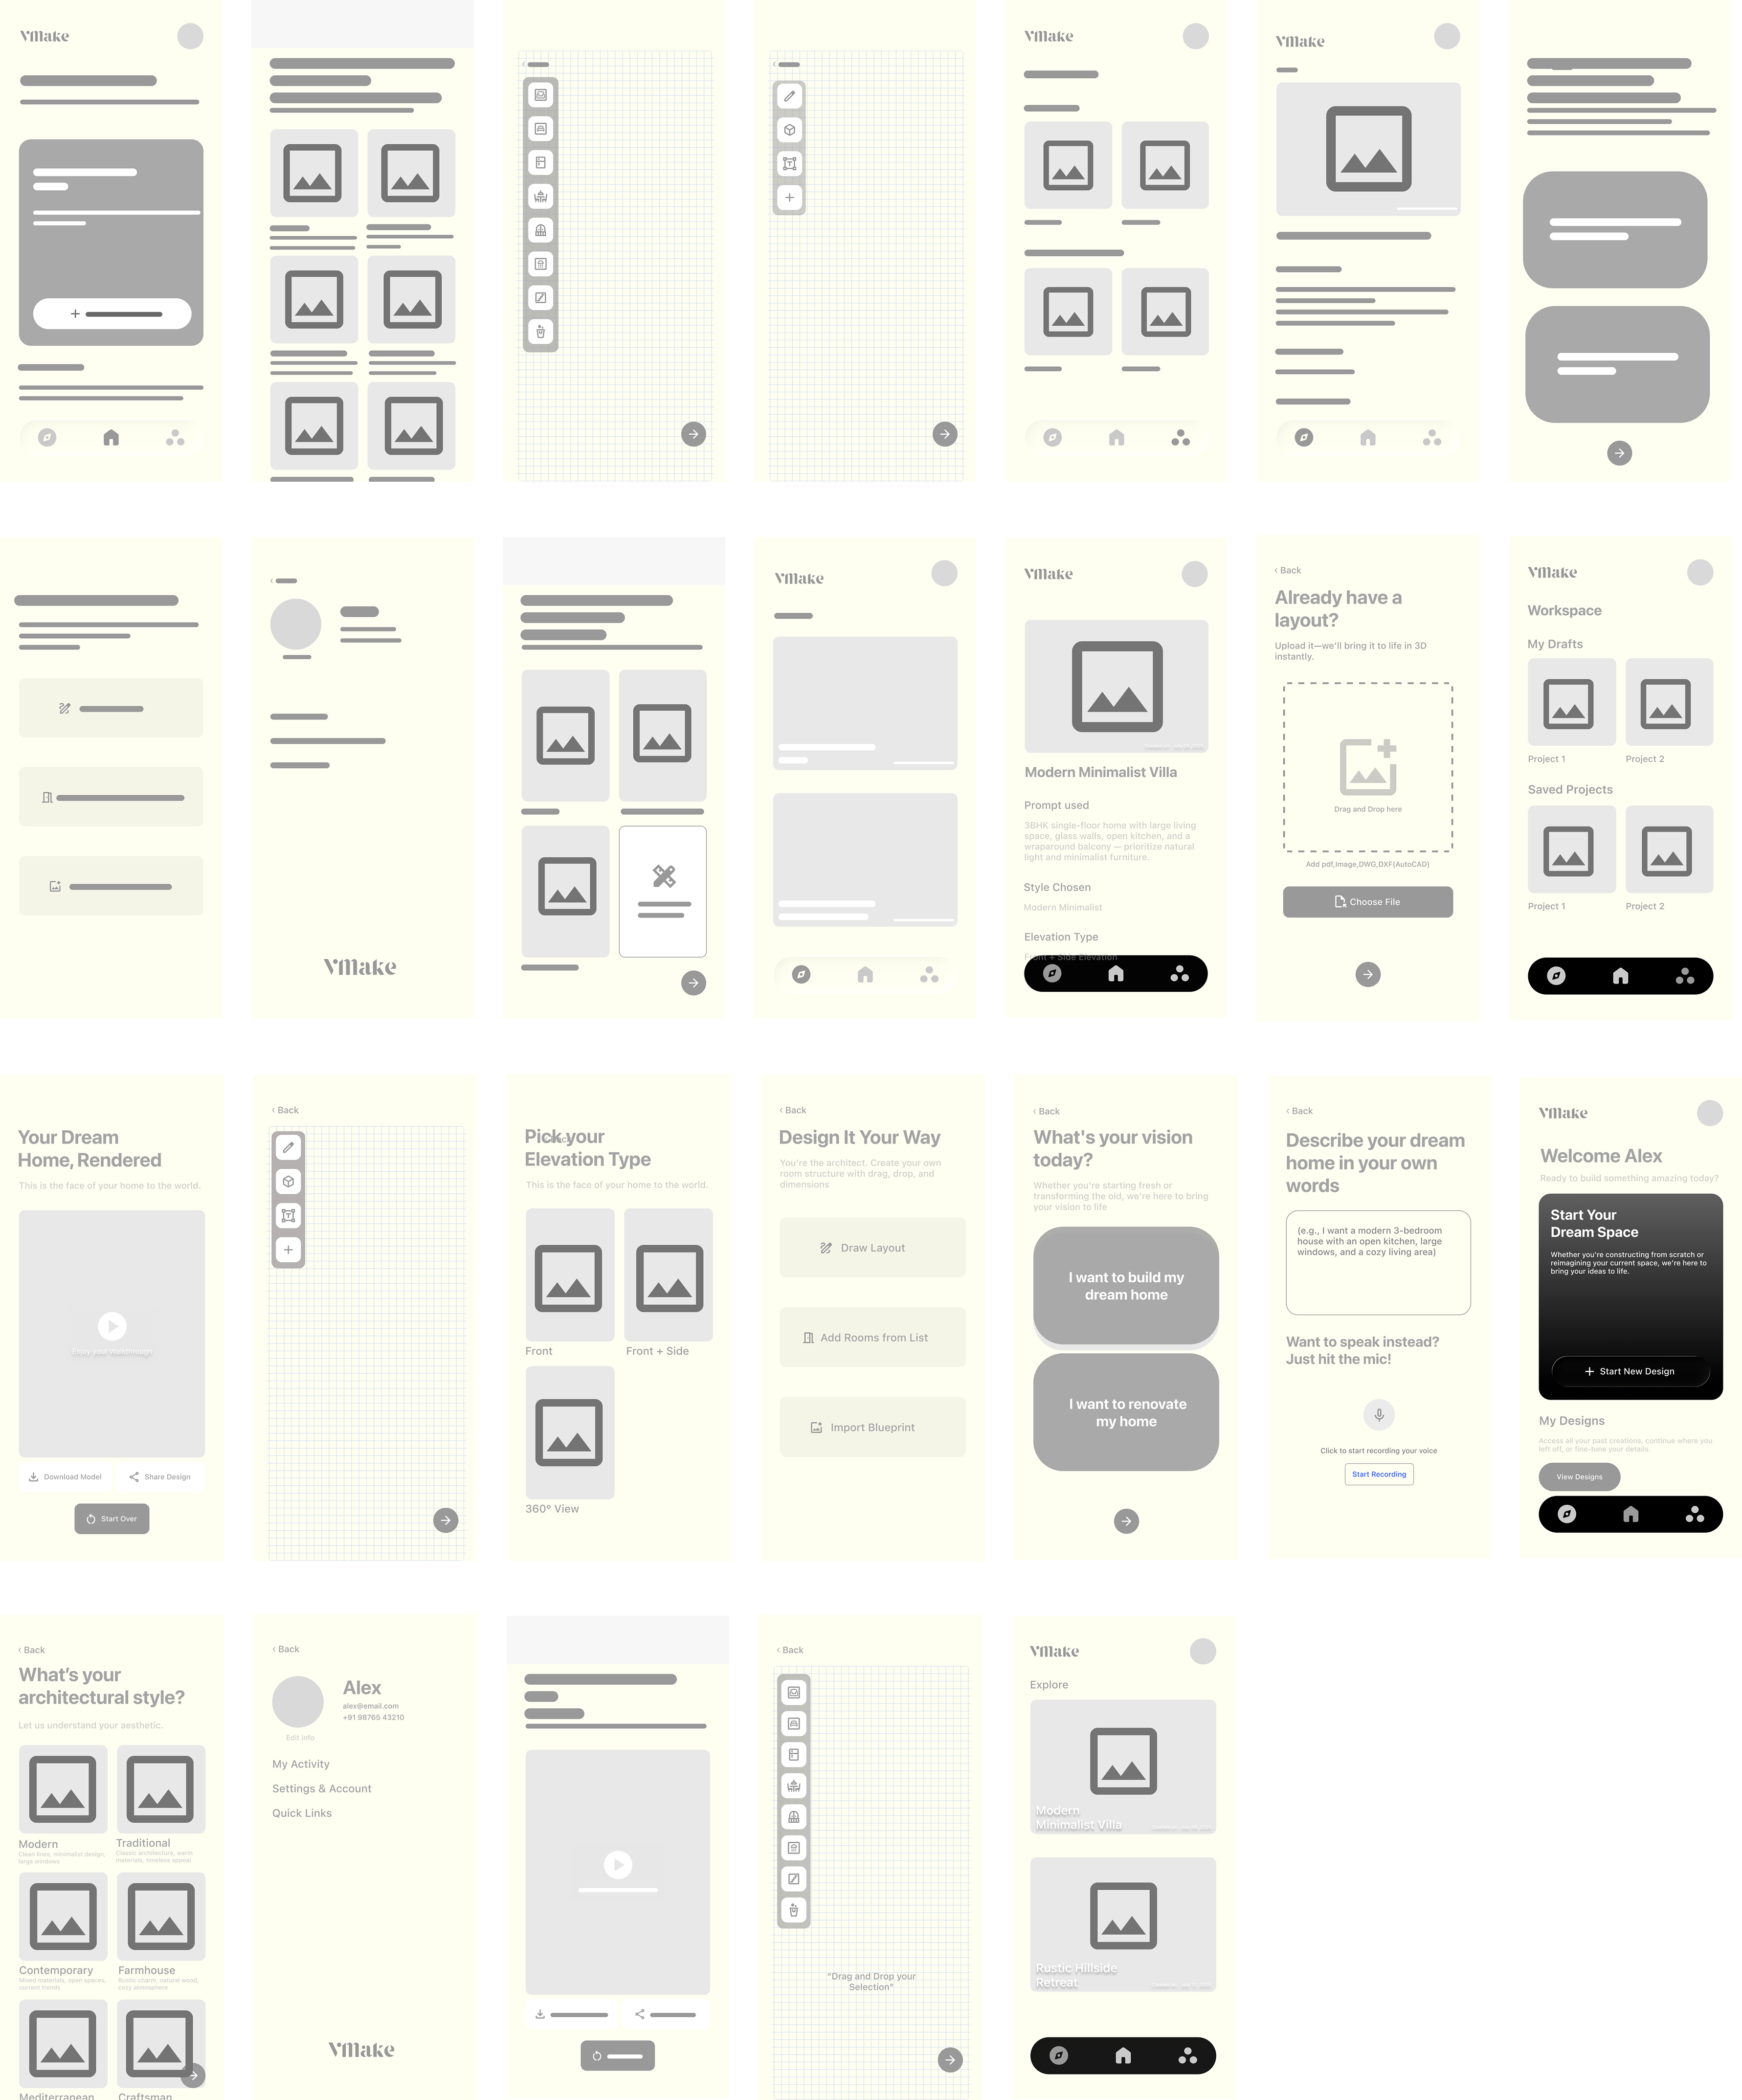 VMake
VMake
VMake
VMake
VMake
VMake
Modern Minimalist Villa
Prompt used
3BHK single-floor home with large living
space, glass walls, open kitchen, and a
wraparound balcony — prioritize natural
light and minimalist furniture.
Style Chosen
Modern Minimalist
Elevation Type
Front + Side Elevation
‹ Back
Already have a
layout?
Upload it—we'll bring it to life in 3D
instantly.
Drag and Drop here
Add pdf,Image,DWG,DXF(AutoCAD)
Choose File
VMake
Workspace
My Drafts
Project 1
Project 2
Saved Projects
Project 1
Project 2
Your Dream
Home, Rendered
This is the face of your home to the world.
Enjoy your Walkthrough
Download Model
Share Design
Start Over
‹ Back
Pick your
Elevation Type
This is the face of your home to the world.
Front
Front + Side
360° View
‹ Back
Design It Your Way
You're the architect. Create your own
room structure with drag, drop, and
dimensions
Draw Layout
Add Rooms from List
Import Blueprint
‹ Back
What's your vision
today?
Whether you're starting fresh or
transforming the old, we're here to bring
your vision to life
I want to build my
dream home
I want to renovate
my home
‹ Back
Describe your dream
home in your own
words
(e.g., I want a modern 3-bedroom
house with an open kitchen, large
windows, and a cozy living area)
Want to speak instead?
Just hit the mic!
Click to start recording your voice
Start Recording
VMake
Welcome Alex
Ready to build something amazing today?
Start Your
Dream Space
Whether you're constructing from scratch or
reimagining your current space, we're here to
bring your ideas to life.
Start New Design
My Designs
Access all your past creations, continue where you
left off, or fine-tune your details.
View Designs
‹ Back
What's your
architectural style?
Let us understand your aesthetic.
Modern
Clean lines, minimalist design,
large windows
Traditional
Classic architecture, warm
materials, timeless appeal
Contemporary
Mixed materials, open spaces,
current trends
Farmhouse
Rustic charm, natural wood,
cozy atmosphere
Mediterranean
Craftsman
‹ Back
Alex
alex@email.com
+91 98765 43210
Edit info
My Activity
Settings & Account
Quick Links
VMake
‹ Back
"Drag and Drop your
Selection"
VMake
Explore
Modern
Minimalist Villa
Rustic Hillside
Retreat